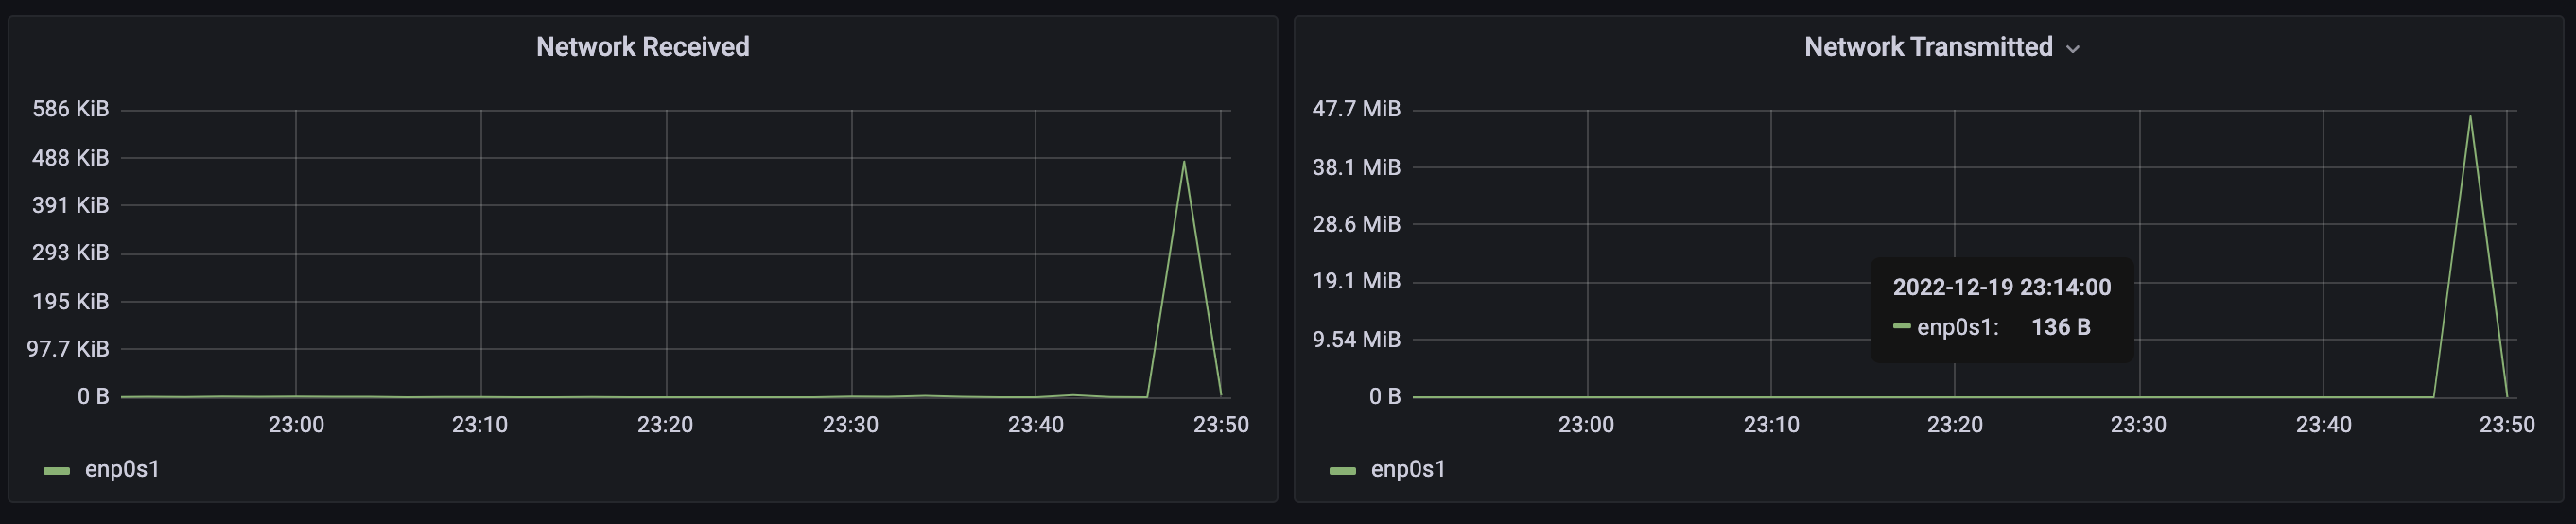 Network Received
586 KiB
488 KiB
391 KiB
293 KiB
195 KiB
97.7 KiB
0 B
23:00 23:10 23:20 23:30 23:40 23:50
enp0s1
Network Transmitted
47.7 MiB
38.1 MiB
28.6 MiB
19.1 MiB
9.54 MiB
0 B
2022-12-19 23:14:00
enp0s1: 136 B
23:00 23:10 23:20 23:30 23:40 23:50
enp0s1